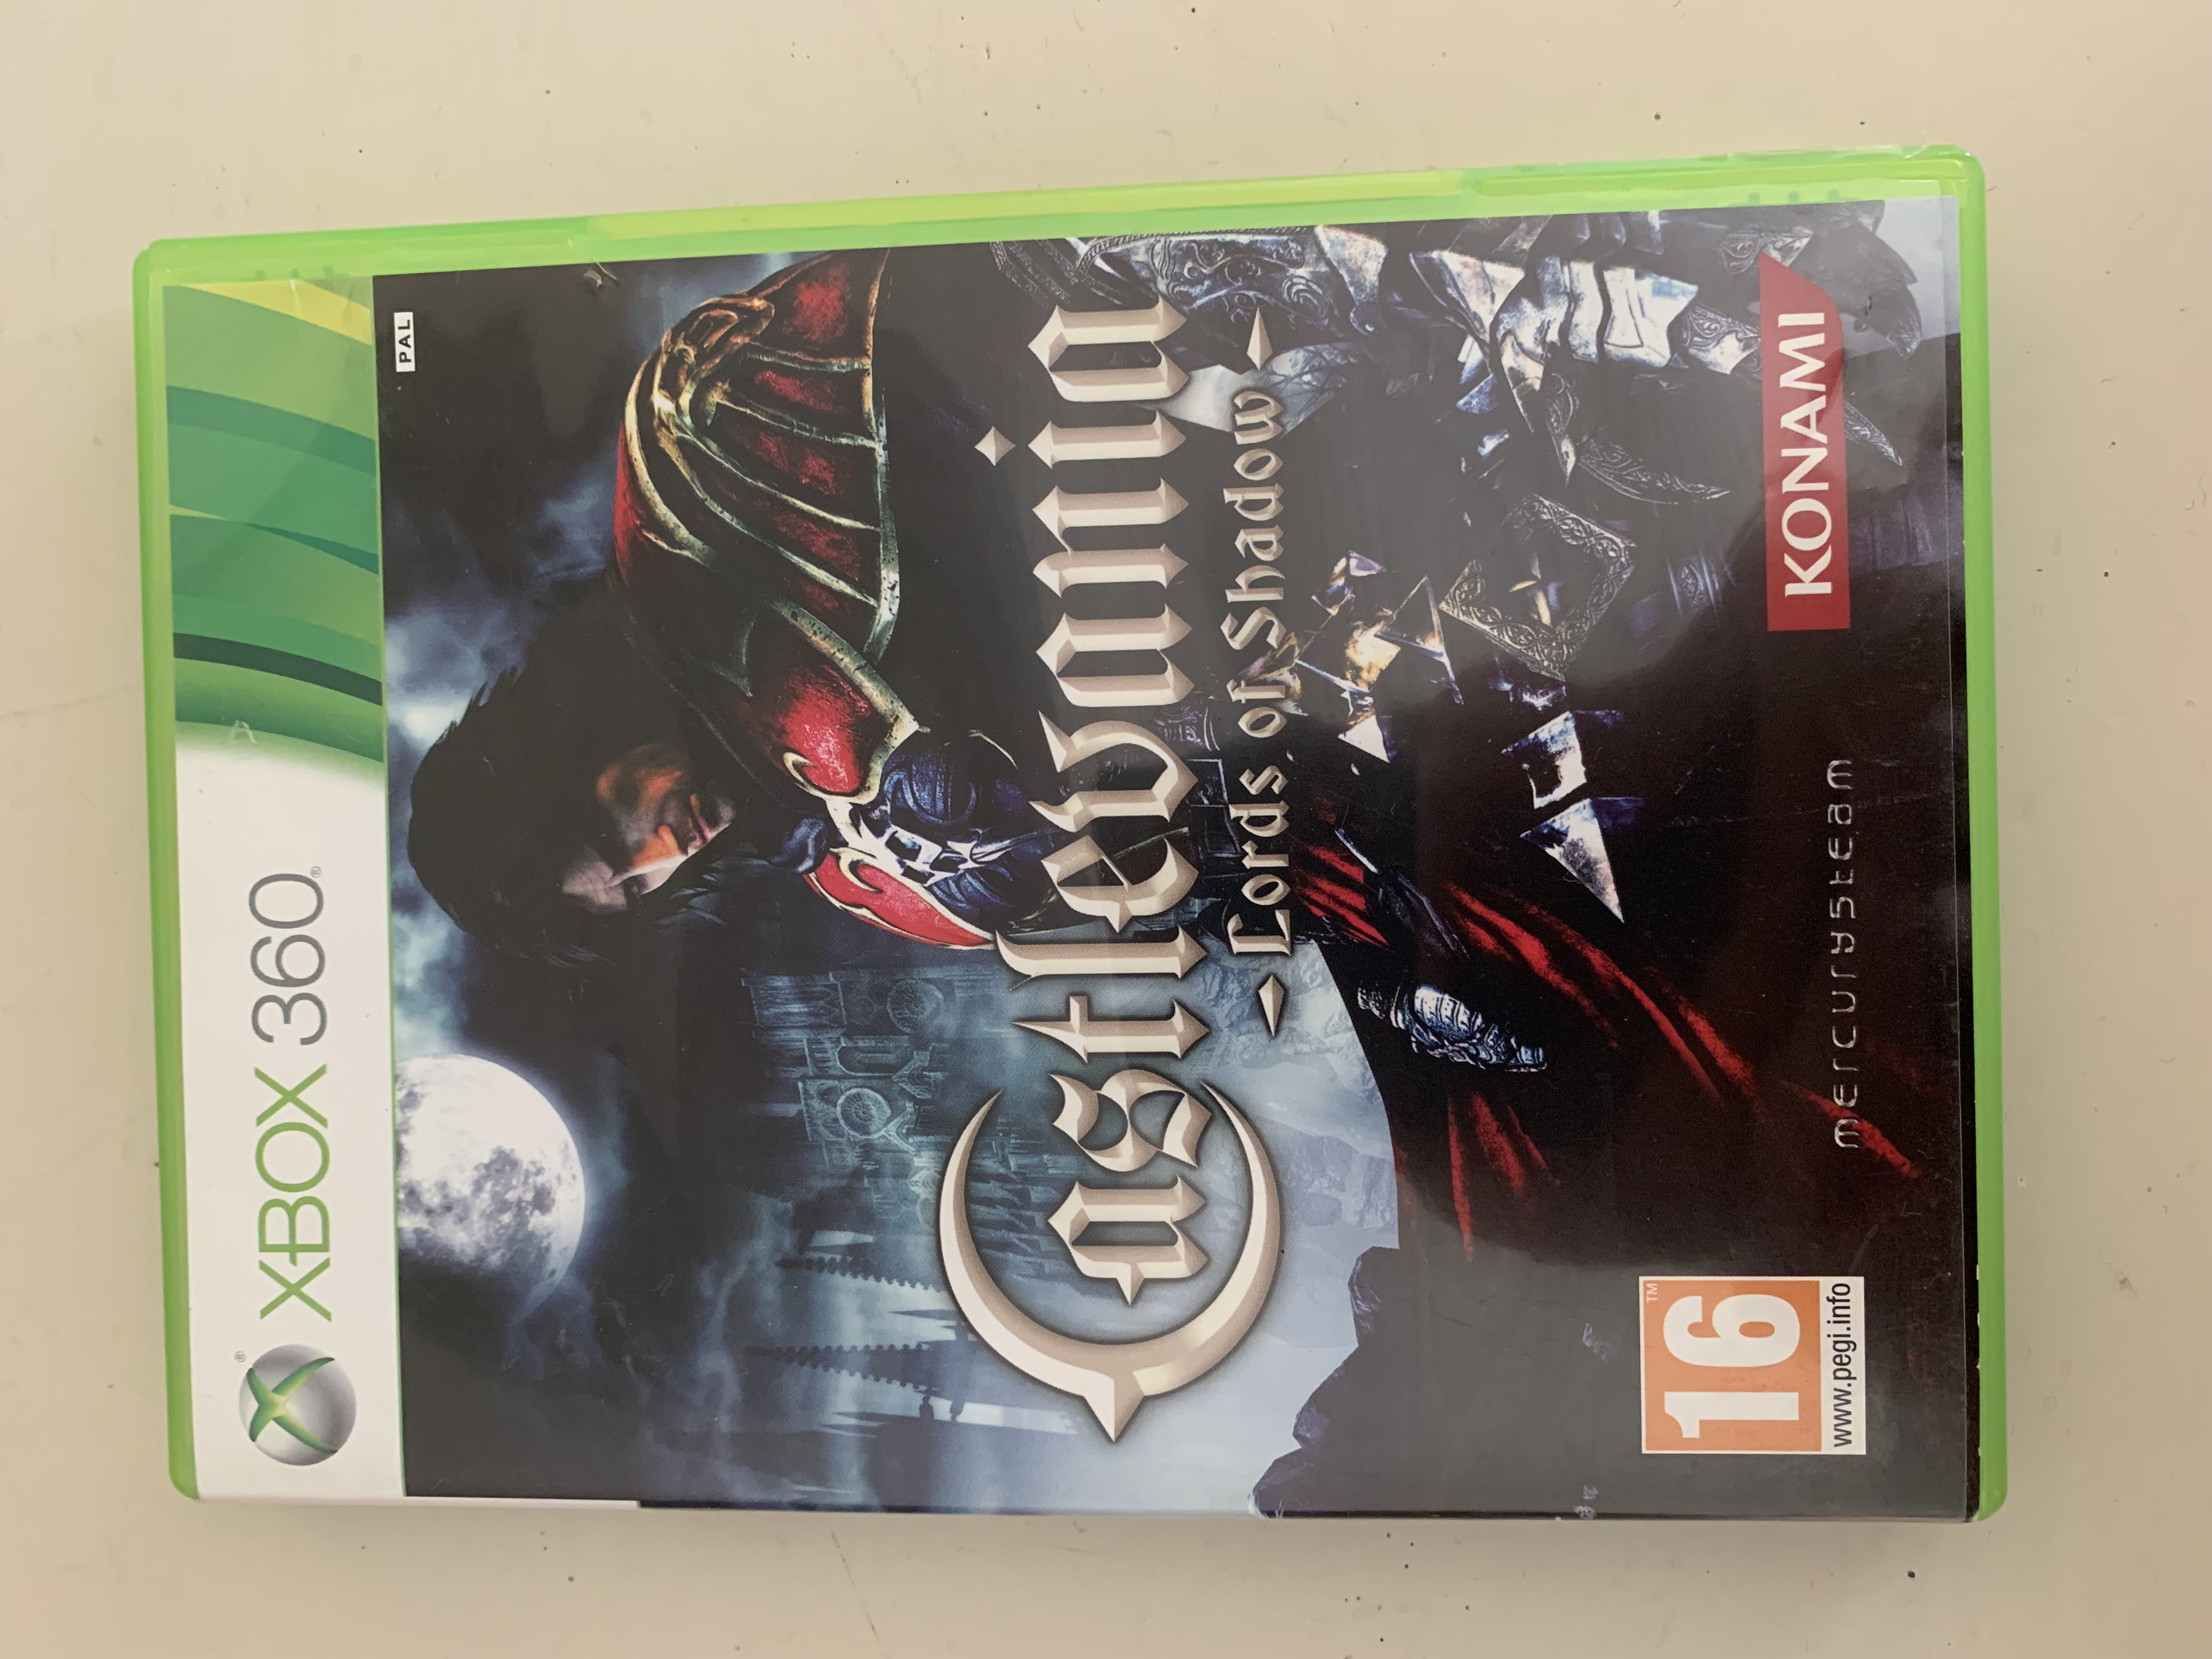 XBOX 360
PAL
Castlevania
- Lords of Shadow -
16
www.pegi.info
mercurysteam
KONAMI